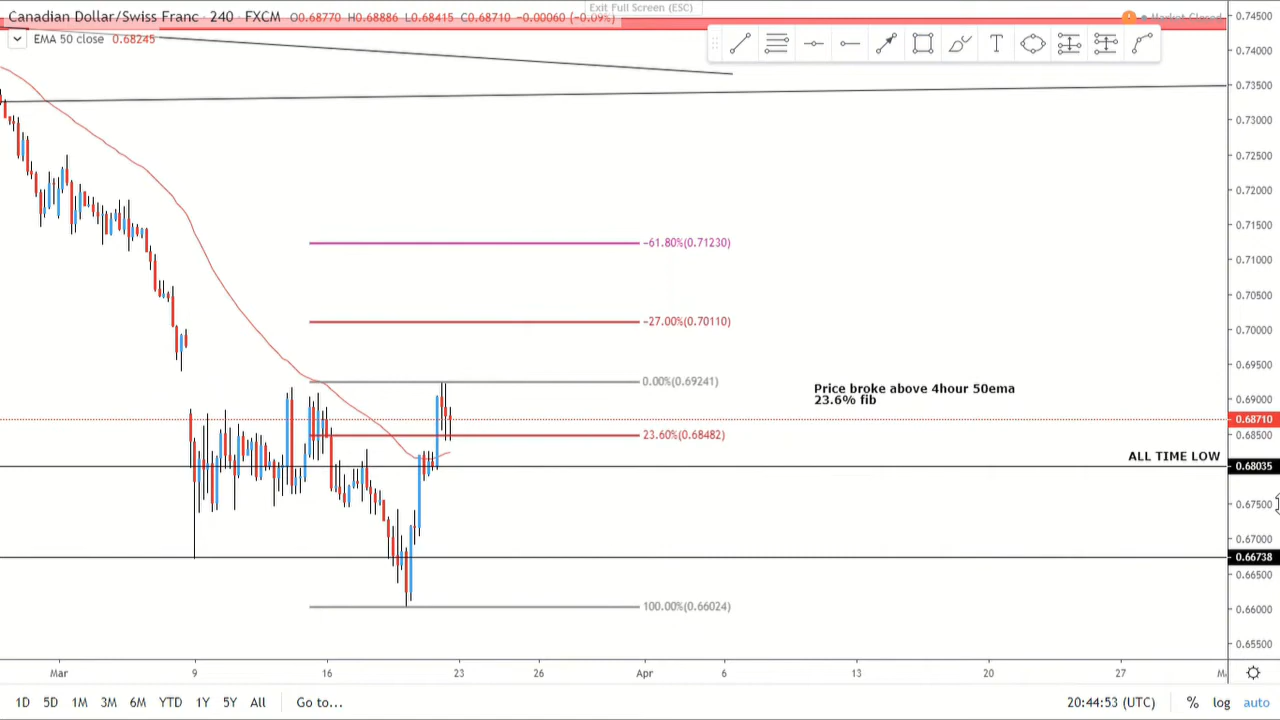 Exit Full Screen (ESC)
Canadian Dollar/Swiss Franc · 240 · FXCM O0.68770 H0.68886 L0.68415 C0.68710 −0.00060 (−0.09%)
Market Closed
EMA 50 close 0.68245
T
0.74500
0.74000
0.73500
0.73000
0.72500
0.72000
0.71500
0.71000
0.70500
0.70000
0.69500
0.69000
0.68710
0.68500
0.68035
0.67500
0.67000
0.66738
0.66500
0.66000
0.65500
-61.80%(0.71230)
-27.00%(0.70110)
0.00%(0.69241)
Price broke above 4hour 50ema
23.6% fib
23.60%(0.68482)
ALL TIME LOW
100.00%(0.66024)
Mar 9 16 23 26 Apr 6 13 20 27
1D 5D 1M 3M 6M YTD 1Y 5Y All Go to... 20:44:53 (UTC) % log auto